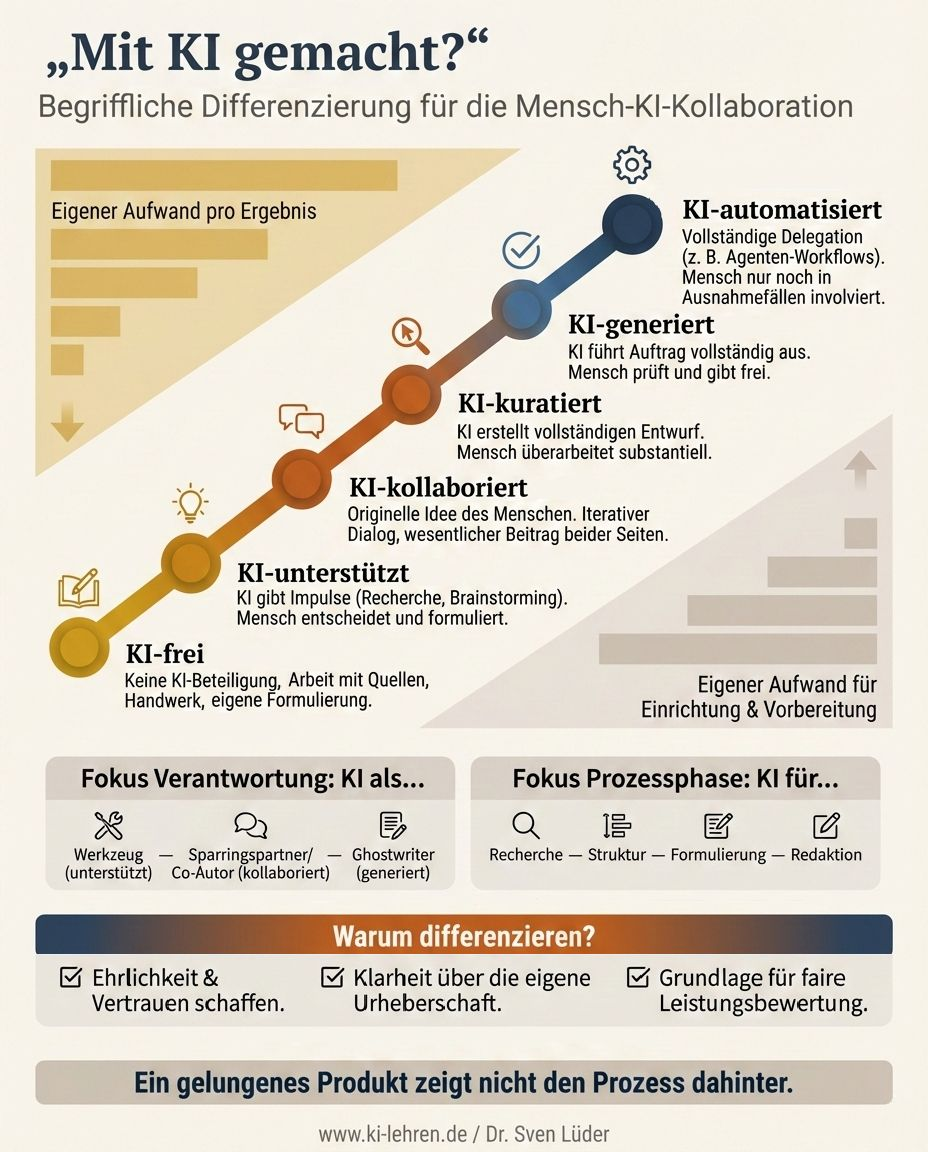 „Mit KI gemacht?“
Begriffliche Differenzierung für die Mensch-KI-Kollaboration
Eigener Aufwand pro Ergebnis
KI-automatisiert
Vollständige Delegation
(z. B. Agenten-Workflows).
Mensch nur noch in
Ausnahmefällen involviert.
KI-generiert
KI führt Auftrag vollständig aus.
Mensch prüft und gibt frei.
KI-kuratiert
KI erstellt vollständigen Entwurf.
Mensch überarbeitet substantiell.
KI-kollaboriert
Originelle Idee des Menschen. Iterativer
Dialog, wesentlicher Beitrag beider Seiten.
KI-unterstützt
KI gibt Impulse (Recherche, Brainstorming).
Mensch entscheidet und formuliert.
KI-frei
Keine KI-Beteiligung, Arbeit mit Quellen,
Handwerk, eigene Formulierung.
Eigener Aufwand für
Einrichtung & Vorbereitung
Fokus Verantwortung: KI als...
Werkzeug — Sparringspartner/ — Ghostwriter
(unterstützt) Co-Autor (kollaboriert) (generiert)
Fokus Prozessphase: KI für...
Recherche — Struktur — Formulierung — Redaktion
Warum differenzieren?
Ehrlichkeit &
Vertrauen schaffen.
Klarheit über die eigene
Urheberschaft.
Grundlage für faire
Leistungsbewertung.
Ein gelungenes Produkt zeigt nicht den Prozess dahinter.
www.ki-lehren.de / Dr. Sven Lüder